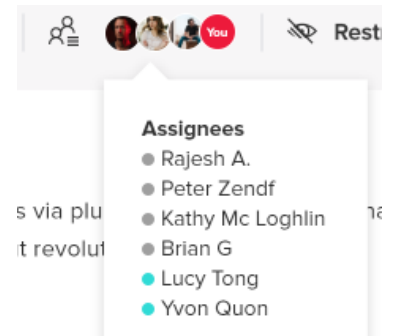 You
Restr
Assignees
Rajesh A.
Peter Zendf
Kathy Mc Loghlin
s via plu
Brian G
t revolut
Lucy Tong
Yvon Quon